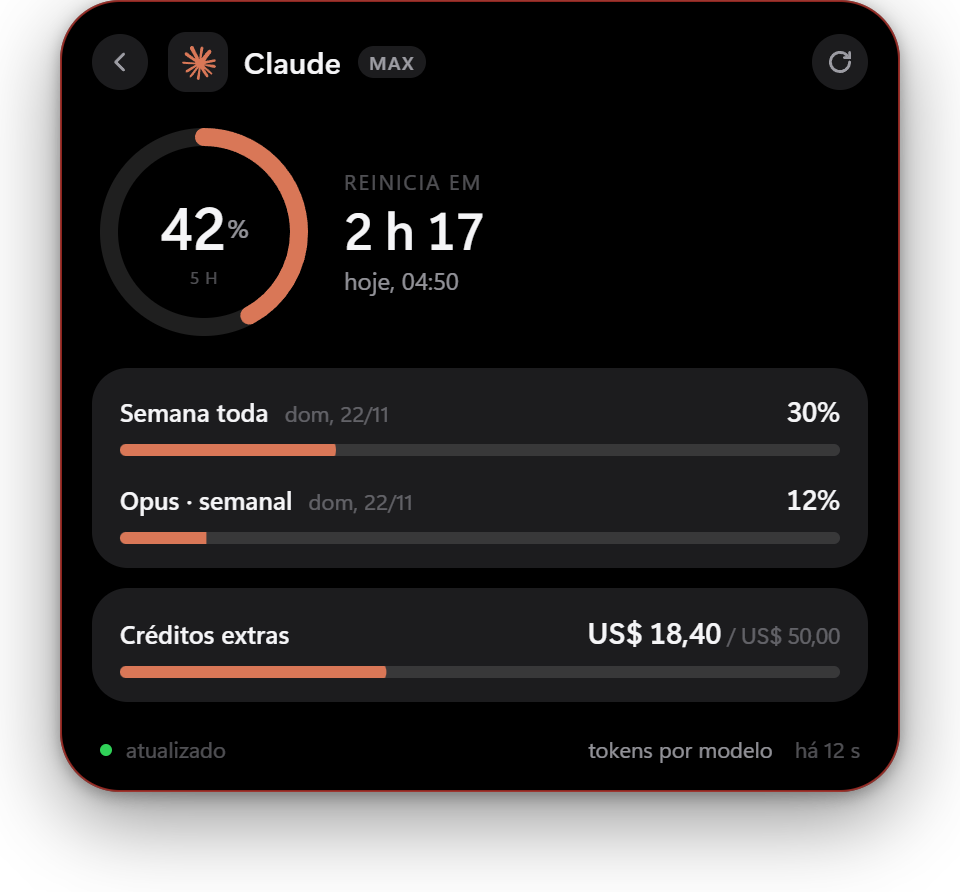 Claude MAX
42%
5 H
REINICIA EM
2 h 17
hoje, 04:50
Semana toda dom, 22/11 30%
Opus · semanal dom, 22/11 12%
Créditos extras US$ 18,40 / US$ 50,00
atualizado tokens por modelo há 12 s